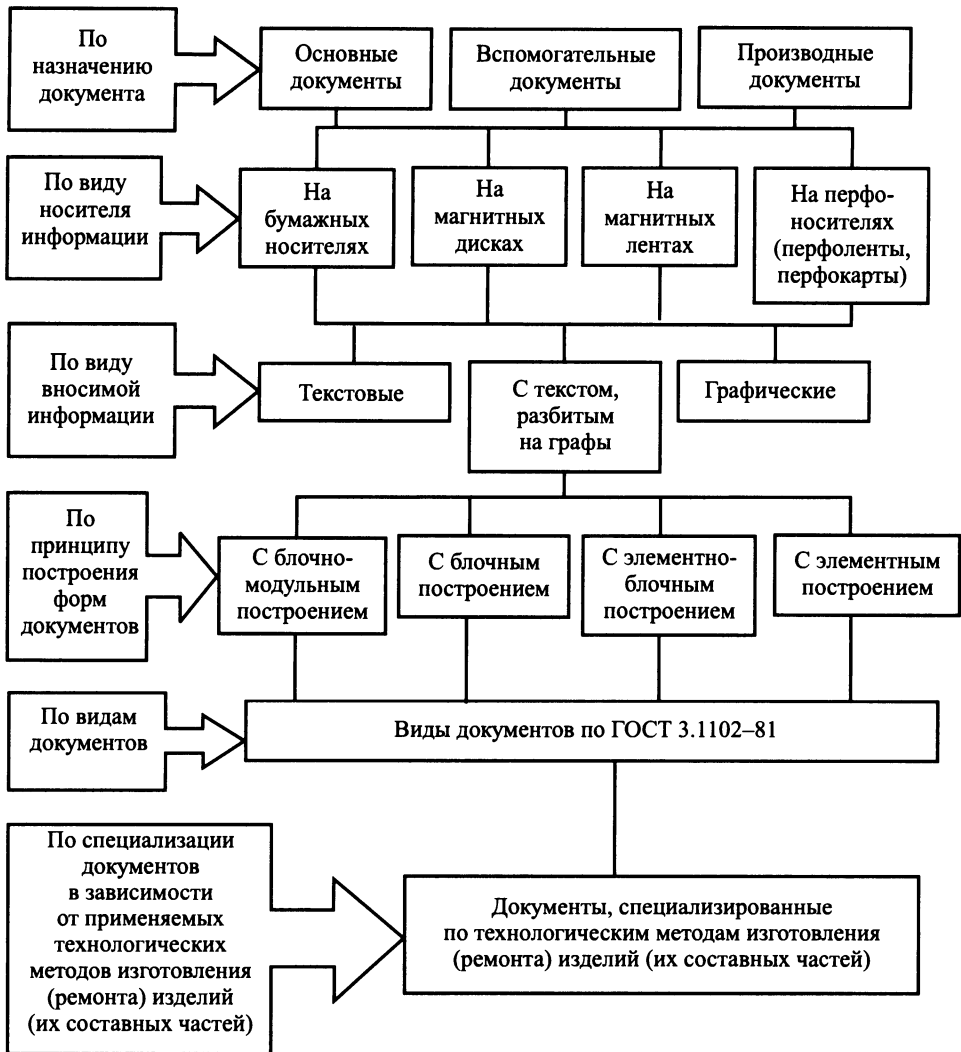 По
назначению
документа
Основные
документы
Вспомогательные
документы
Производные
документы
По виду
носителя
информации
На
бумажных
носителях
На
магнитных
дисках
На
магнитных
лентах
На перфо-
носителях
(перфоленты,
перфокарты)
По виду
вносимой
информации
Текстовые
С текстом,
разбитым
на графы
Графические
По
принципу
построения
форм
документов
С блочно-
модульным
построением
С блочным
построением
С элементно-
блочным
построением
С элементным
построением
По видам
документов
Виды документов по ГОСТ 3.1102–81
По специализации
документов
в зависимости
от применяемых
технологических
методов изготовления
(ремонта) изделий
(их составных частей)
Документы, специализированные
по технологическим методам изготовления
(ремонта) изделий (их составных частей)